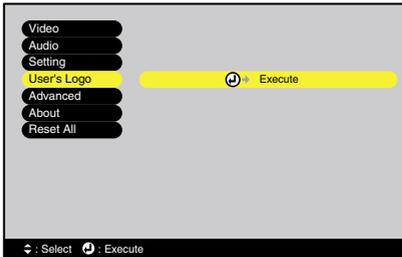 Video
Audio
Setting
User's Logo
Execute
Advanced
About
Reset All
: Select : Execute